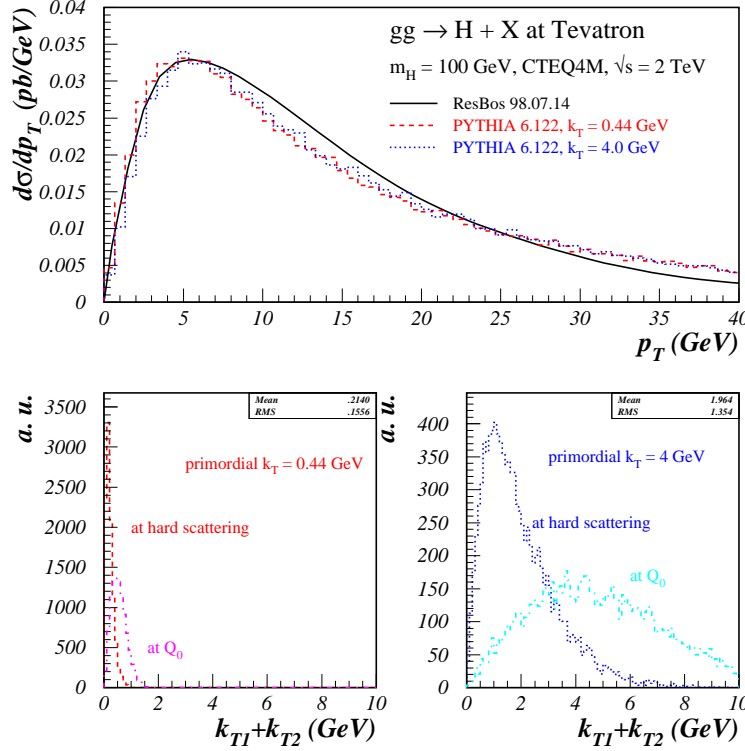 gg → H + X at Tevatron
m_H = 100 GeV, CTEQ4M, √s = 2 TeV
ResBos 98.07.14
PYTHIA 6.122, k_T = 0.44 GeV
PYTHIA 6.122, k_T = 4.0 GeV
dσ/dp_T (pb/GeV)
0.04
0.035
0.03
0.025
0.02
0.015
0.01
0.005
0
0 5 10 15 20 25 30 35 40
p_T (GeV)
a. u.
3500
3000
2500
2000
1500
1000
500
0
Mean .2140
RMS .1556
primordial k_T = 0.44 GeV
at hard scattering
at Q_0
0 2 4 6 8 10
k_T1+k_T2 (GeV)
a. u.
400
350
300
250
200
150
100
50
0
Mean 1.964
RMS 1.354
primordial k_T = 4 GeV
at hard scattering
at Q_0
0 2 4 6 8 10
k_T1+k_T2 (GeV)